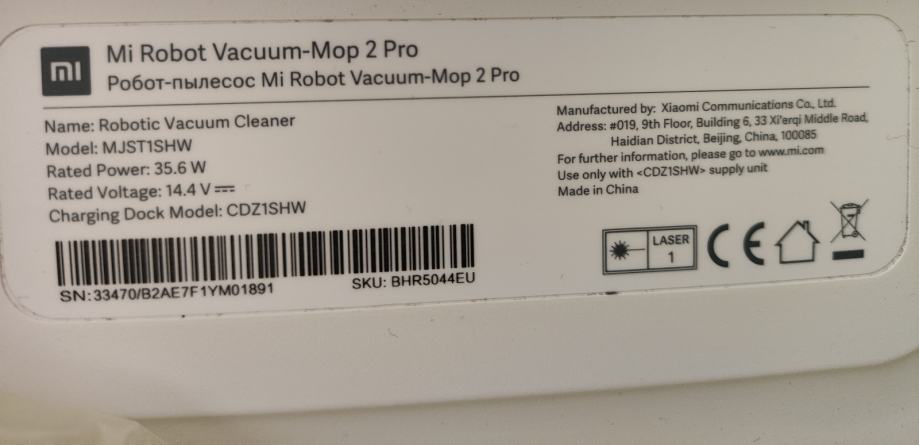 mi
Mi Robot Vacuum-Mop 2 Pro
Робот-пылесос Mi Robot Vacuum-Mop 2 Pro
Name: Robotic Vacuum Cleaner
Model: MJST1SHW
Rated Power: 35.6 W
Rated Voltage: 14.4 V
Charging Dock Model: CDZ1SHW
SN:33470/B2AE7F1YM01891
SKU: BHR5044EU
Manufactured by: Xiaomi Communications Co., Ltd.
Address: #019, 9th Floor, Building 6, 33 Xi'erqi Middle Road,
Haidian District, Beijing, China, 100085
For further information, please go to www.mi.com
Use only with <CDZ1SHW> supply unit
Made in China
LASER
1
CE